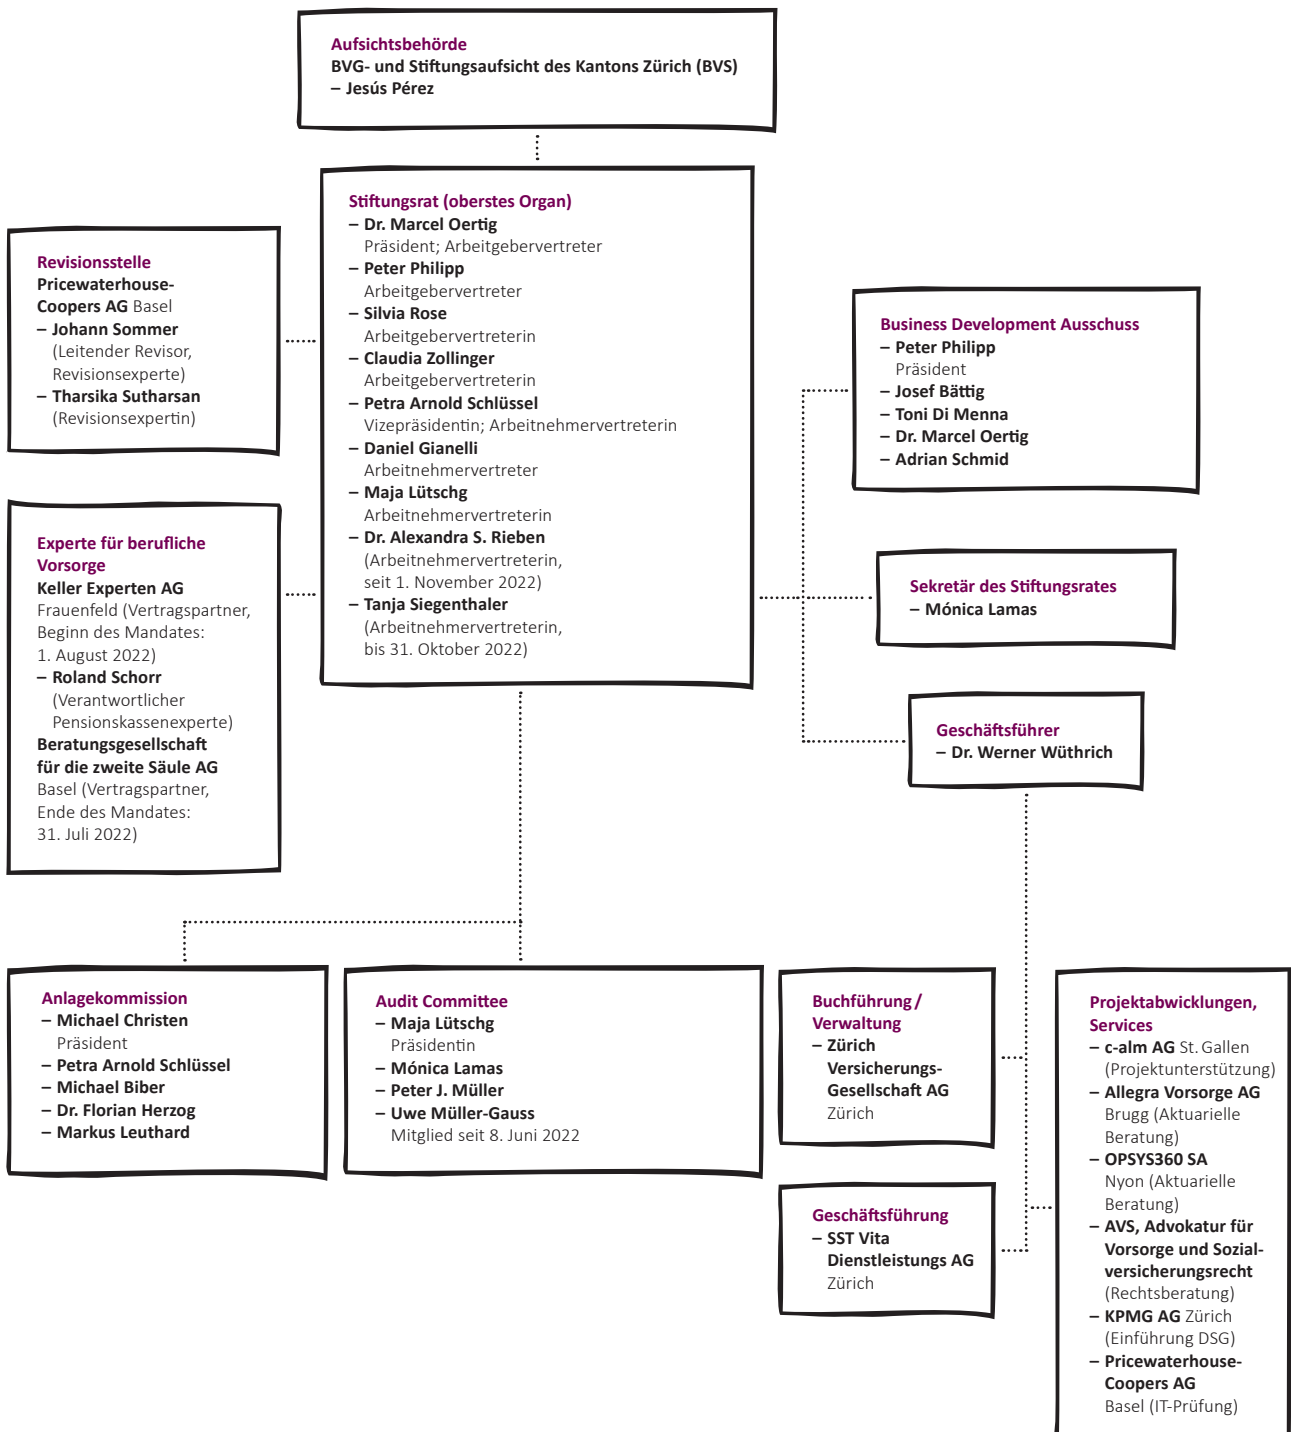 Aufsichtsbehörde
BVG- und Stiftungsaufsicht des Kantons Zürich (BVS)
– Jesús Pérez
Stiftungsrat (oberstes Organ)
– Dr. Marcel Oertig
Präsident; Arbeitgebervertreter
– Peter Philipp
Arbeitgebervertreter
– Silvia Rose
Arbeitgebervertreterin
– Claudia Zollinger
Arbeitgebervertreterin
– Petra Arnold Schlüssel
Vizepräsidentin; Arbeitnehmervertreterin
– Daniel Gianelli
Arbeitnehmervertreter
– Maja Lütschg
Arbeitnehmervertreterin
– Dr. Alexandra S. Rieben
(Arbeitnehmervertreterin,
seit 1. November 2022)
– Tanja Siegenthaler
(Arbeitnehmervertreterin,
bis 31. Oktober 2022)
Revisionsstelle
Pricewaterhouse-
Coopers AG Basel
– Johann Sommer
(Leitender Revisor,
Revisionsexperte)
– Tharsika Sutharsan
(Revisionsexpertin)
Experte für berufliche
Vorsorge
Keller Experten AG
Frauenfeld (Vertragspartner,
Beginn des Mandates:
1. August 2022)
– Roland Schorr
(Verantwortlicher
Pensionskassenexperte)
Beratungsgesellschaft
für die zweite Säule AG
Basel (Vertragspartner,
Ende des Mandates:
31. Juli 2022)
Business Development Ausschuss
– Peter Philipp
Präsident
– Josef Bättig
– Toni Di Menna
– Dr. Marcel Oertig
– Adrian Schmid
Sekretär des Stiftungsrates
– Mónica Lamas
Geschäftsführer
– Dr. Werner Wüthrich
Anlagekommission
– Michael Christen
Präsident
– Petra Arnold Schlüssel
– Michael Biber
– Dr. Florian Herzog
– Markus Leuthard
Audit Committee
– Maja Lütschg
Präsidentin
– Mónica Lamas
– Peter J. Müller
– Uwe Müller-Gauss
Mitglied seit 8. Juni 2022
Buchführung /
Verwaltung
– Zürich
Versicherungs-
Gesellschaft AG
Zürich
Geschäftsführung
– SST Vita
Dienstleistungs AG
Zürich
Projektabwicklungen,
Services
– c-alm AG St. Gallen
(Projektunterstützung)
– Allegra Vorsorge AG
Brugg (Aktuarielle
Beratung)
– OPSYS360 SA
Nyon (Aktuarielle
Beratung)
– AVS, Advokatur für
Vorsorge und Sozial-
versicherungsrecht
(Rechtsberatung)
– KPMG AG Zürich
(Einführung DSG)
– Pricewaterhouse-
Coopers AG
Basel (IT-Prüfung)